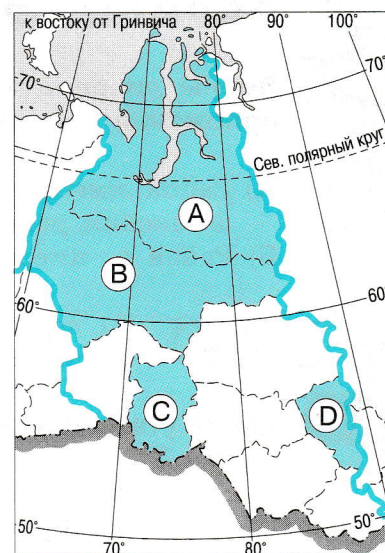 к востоку от Гринвича
80°
90°
100°
70°
70°
Сев. полярный круг
A
B
60°
60°
C
D
50°
50°
70°
80°